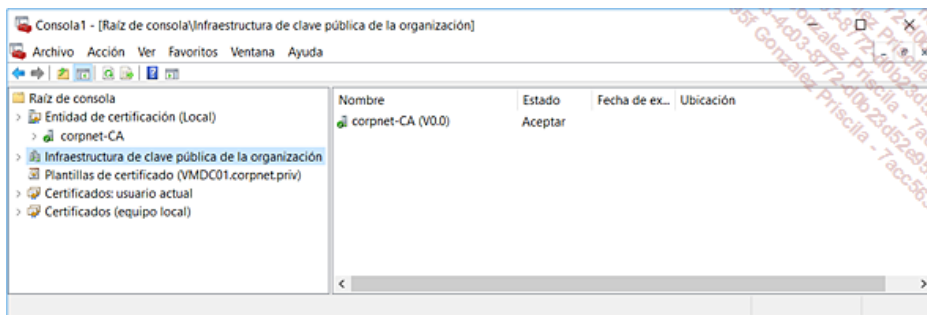 Consola1 - [Raíz de consola\Infraestructura de clave pública de la organización]
Archivo Acción Ver Favoritos Ventana Ayuda
Raíz de consola
Entidad de certificación (Local)
corpnet-CA
Infraestructura de clave pública de la organización
Plantillas de certificado (VMDC01.corpnet.priv)
Certificados: usuario actual
Certificados (equipo local)
Nombre Estado Fecha de ex... Ubicación
corpnet-CA (V0.0) Aceptar
Gonzalez Priscila